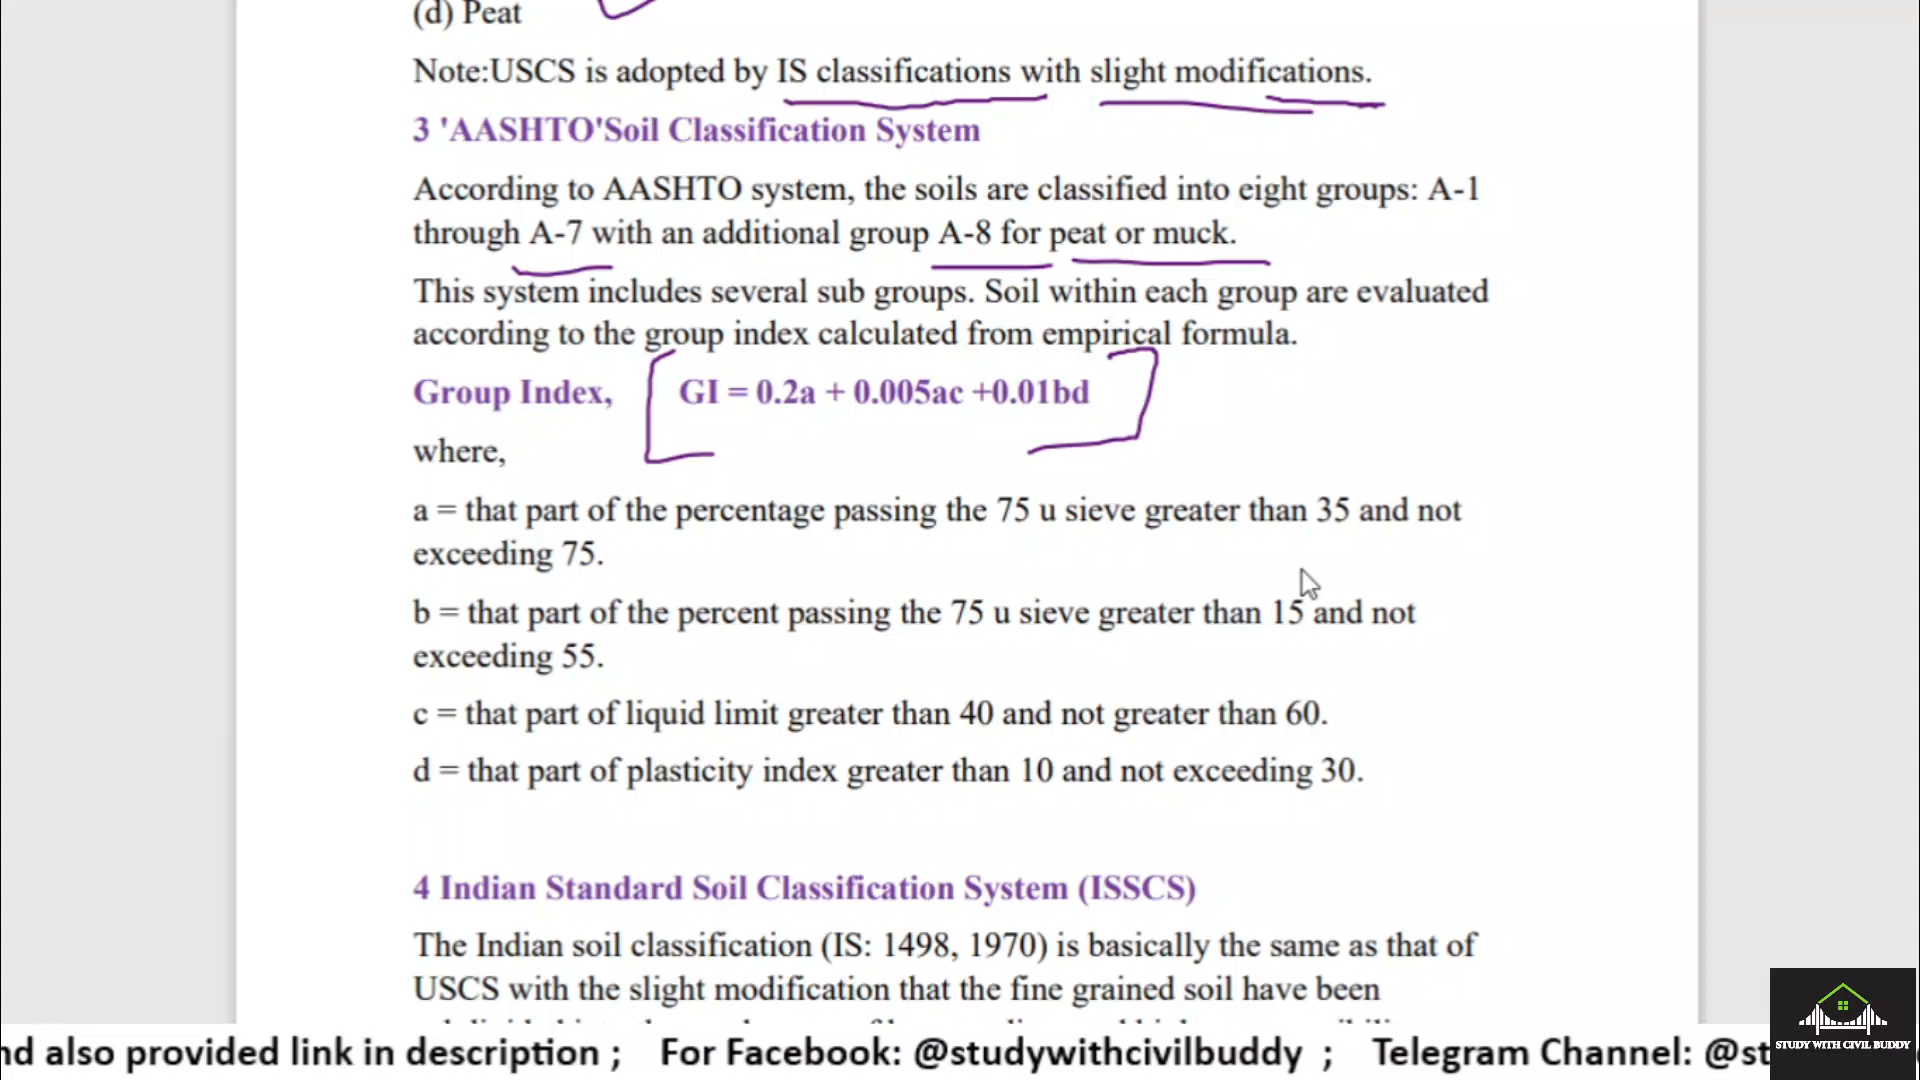 (d) Peat
Note:USCS is adopted by IS classifications with slight modifications.
3 'AASHTO'Soil Classification System
According to AASHTO system, the soils are classified into eight groups: A-1
through A-7 with an additional group A-8 for peat or muck.
This system includes several sub groups. Soil within each group are evaluated
according to the group index calculated from empirical formula.
Group Index, GI = 0.2a + 0.005ac +0.01bd
where,
a = that part of the percentage passing the 75 u sieve greater than 35 and not
exceeding 75.
b = that part of the percent passing the 75 u sieve greater than 15 and not
exceeding 55.
c = that part of liquid limit greater than 40 and not greater than 60.
d = that part of plasticity index greater than 10 and not exceeding 30.
4 Indian Standard Soil Classification System (ISSCS)
The Indian soil classification (IS: 1498, 1970) is basically the same as that of
USCS with the slight modification that the fine grained soil have been
nd also provided link in description ; For Facebook: @studywithcivilbuddy ; Telegram Channel: @st
STUDY WITH CIVIL BUDDY